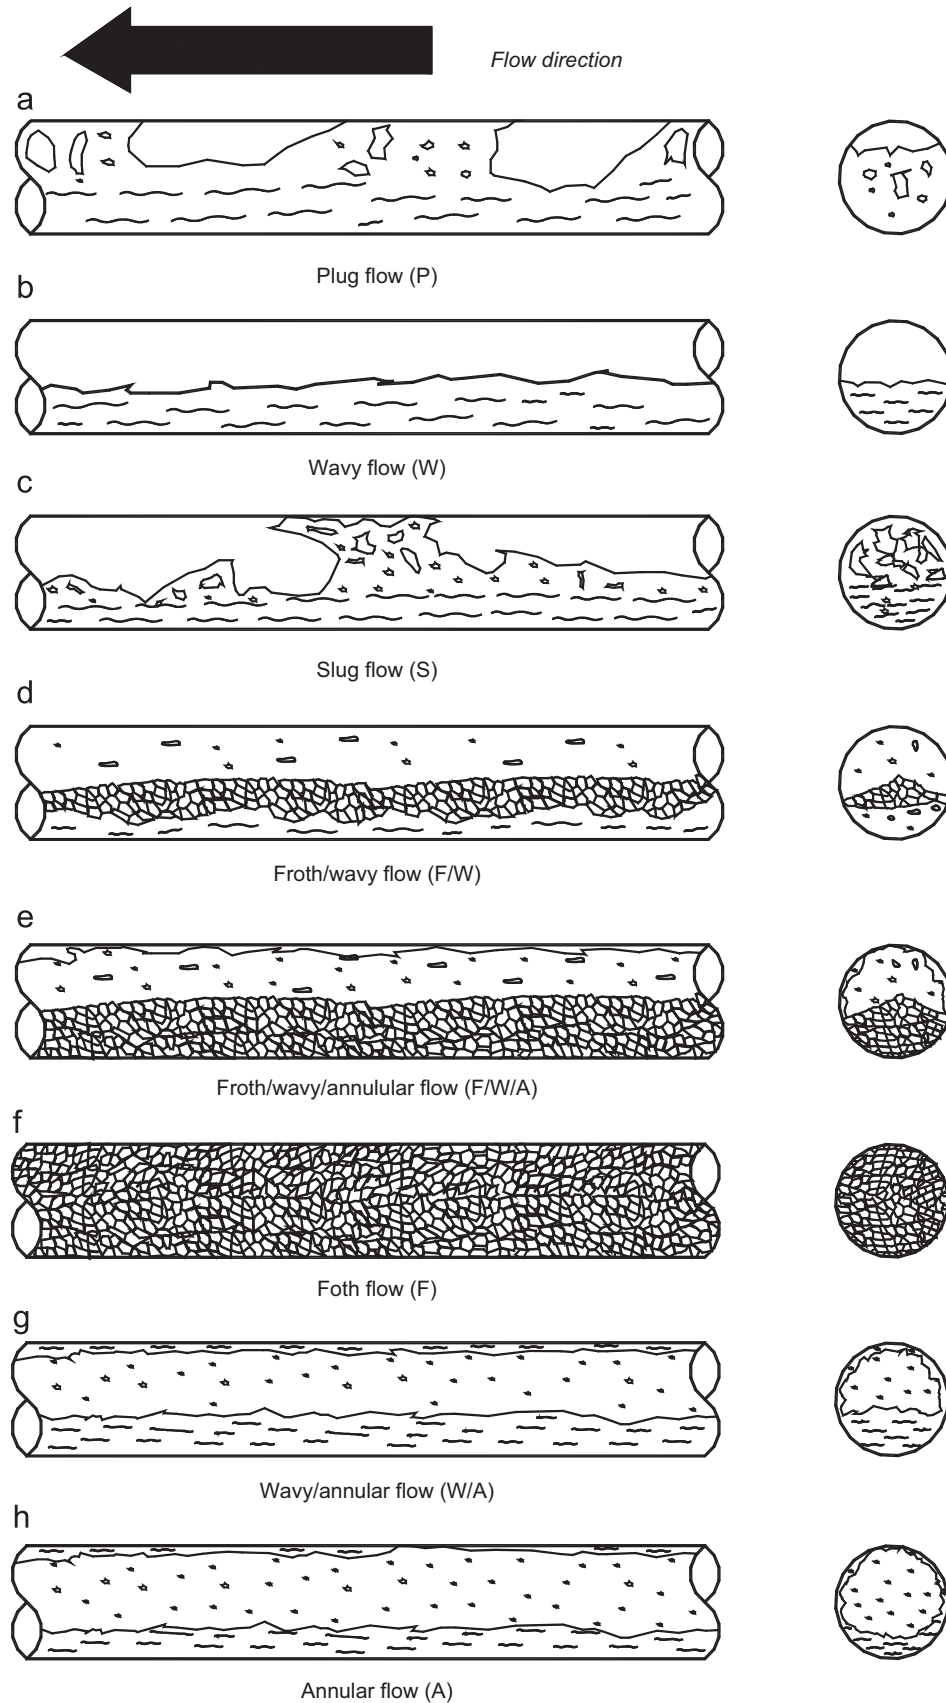 Flow direction
a
Plug flow (P)
b
Wavy flow (W)
c
Slug flow (S)
d
Froth/wavy flow (F/W)
e
Froth/wavy/annulular flow (F/W/A)
f
Foth flow (F)
g
Wavy/annular flow (W/A)
h
Annular flow (A)